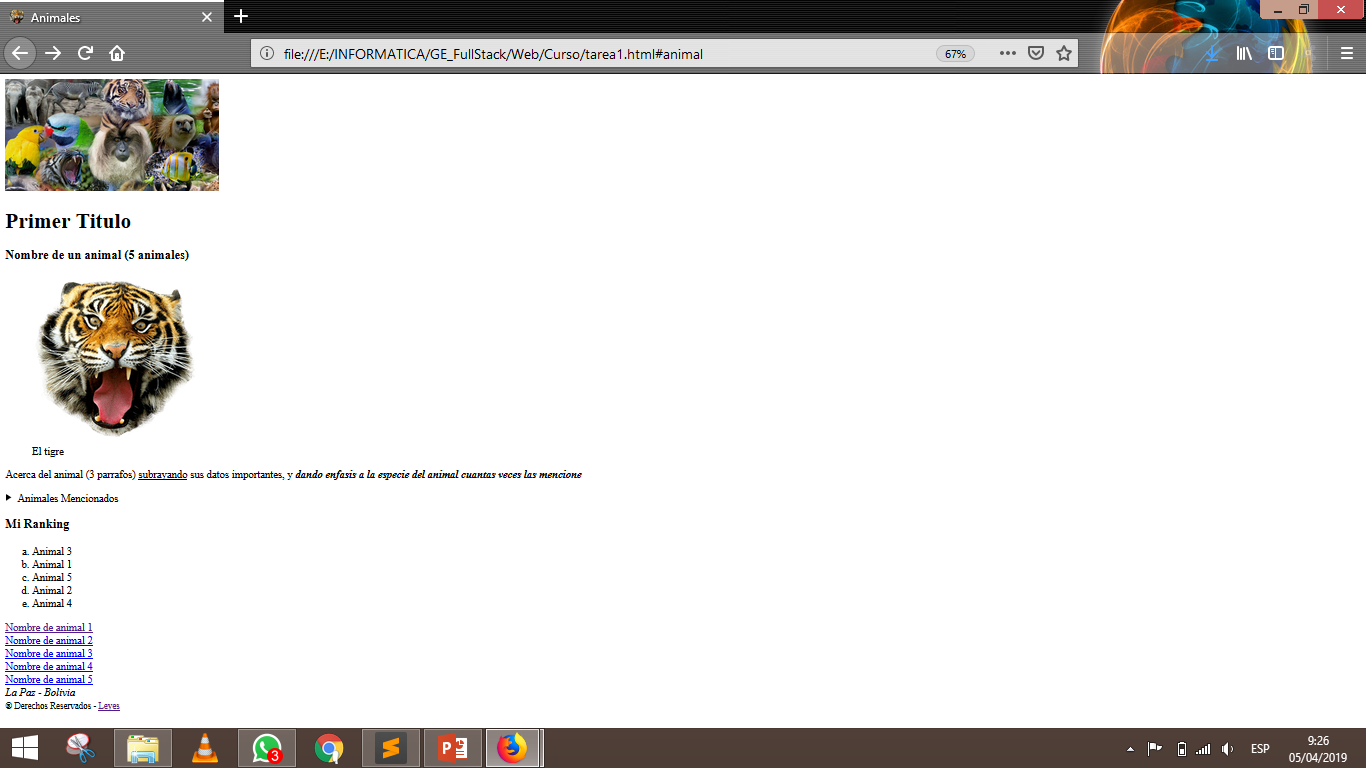 Animales
file:///E:/INFORMATICA/GE_FullStack/Web/Curso/tarea1.html#animal
67%
Primer Titulo
Nombre de un animal (5 animales)
El tigre
Acerca del animal (3 parrafos) subrayando sus datos importantes, y dando enfasis a la especie del animal cuantas veces las mencione
Animales Mencionados
Mi Ranking
a. Animal 3
b. Animal 1
c. Animal 5
d. Animal 2
e. Animal 4
Nombre de animal 1
Nombre de animal 2
Nombre de animal 3
Nombre de animal 4
Nombre de animal 5
La Paz - Bolivia
® Derechos Reservados - Leyes
3
ESP
9:26
05/04/2019